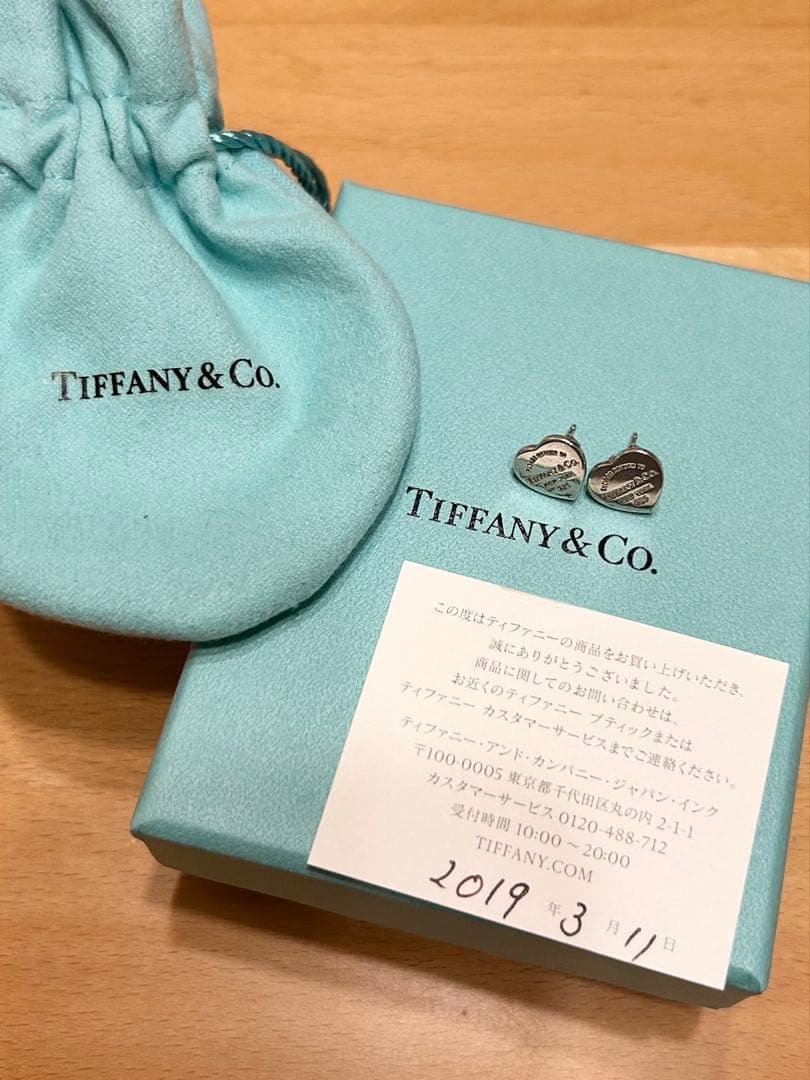 TIFFANY & CO.
TIFFANY & CO.
TIFFANY & CO.
NEW YORK
925
NEW YORK
この度はティファニーの商品をお買い上げいただき、
誠にありがとうございました。
商品に関してのお問い合わせは、
お近くのティファニー ブティックまたは
ティファニー カスタマーサービスまでご連絡ください。
ティファニー・アンド・カンパニー・ジャパン・インク
〒100-0005 東京都千代田区丸の内 2-1-1
カスタマーサービス 0120-488-712
受付時間 10:00 ～ 20:00
TIFFANY.COM
2019 年 3 月 11 日